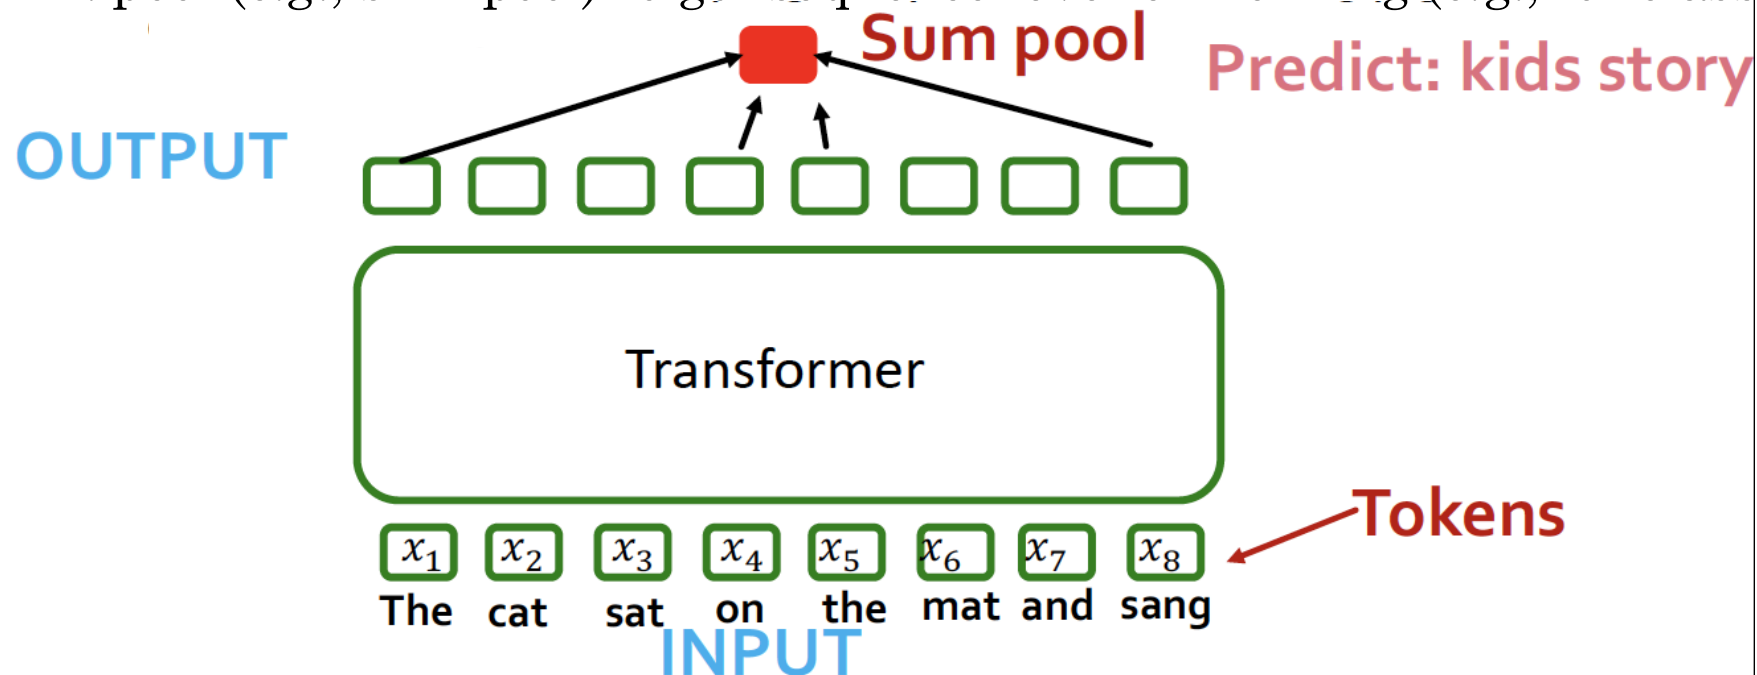 Sum pool
Predict: kids story
OUTPUT
Transformer
Tokens
x₁ x₂ x₃ x₄ x₅ x₆ x₇ x₈
The cat sat on the mat and sang
INPUT